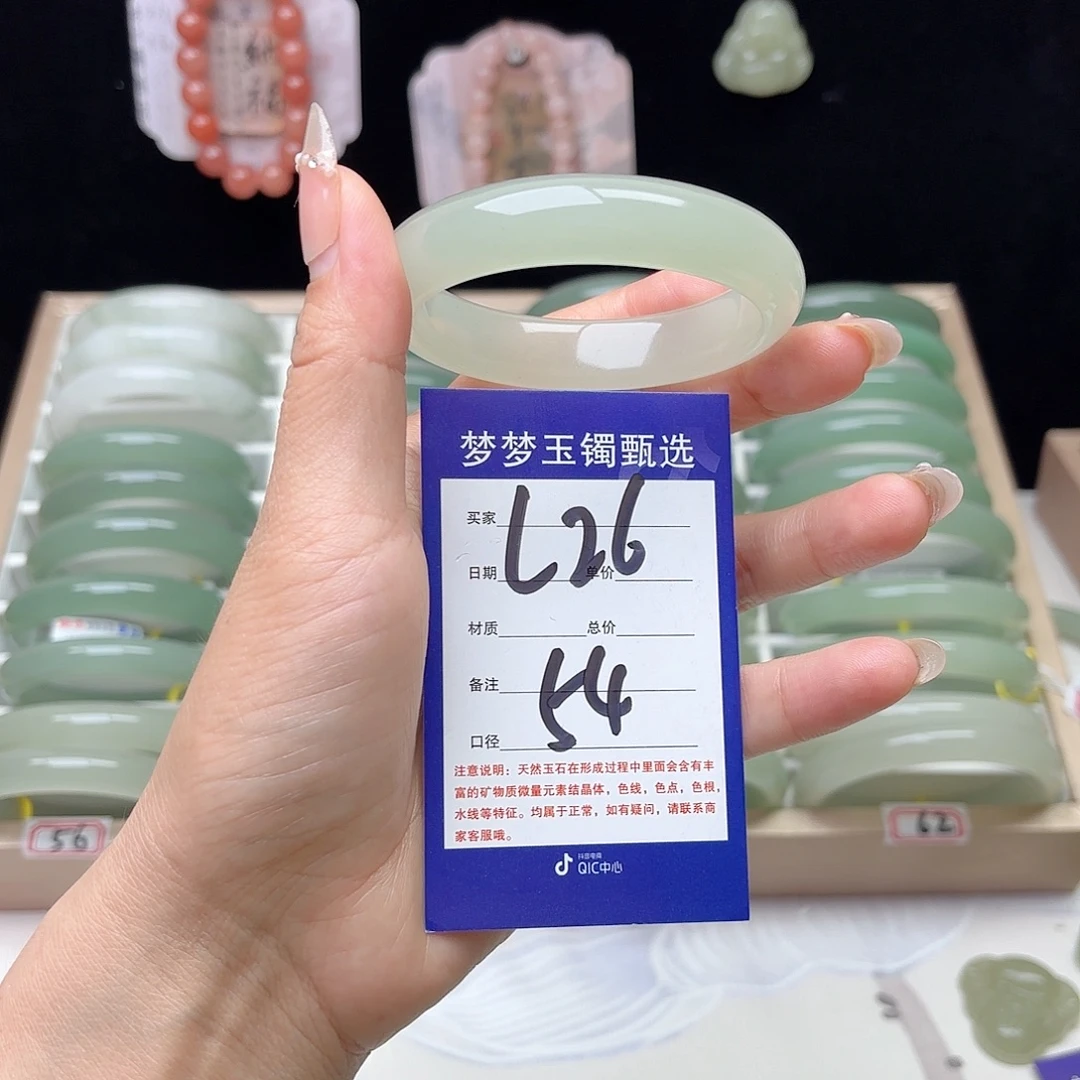 梦梦玉镯甄选
买家
L26
日期 单价
材质 总价
备注
54
口径
注意说明：天然玉石在形成过程中里面会含有丰
富的矿物质微量元素结晶体，色线，色点，色根，
水线等特征。均属于正常，如有疑问，请联系商
家客服哦。
抖音电商
QIC中心
56
62